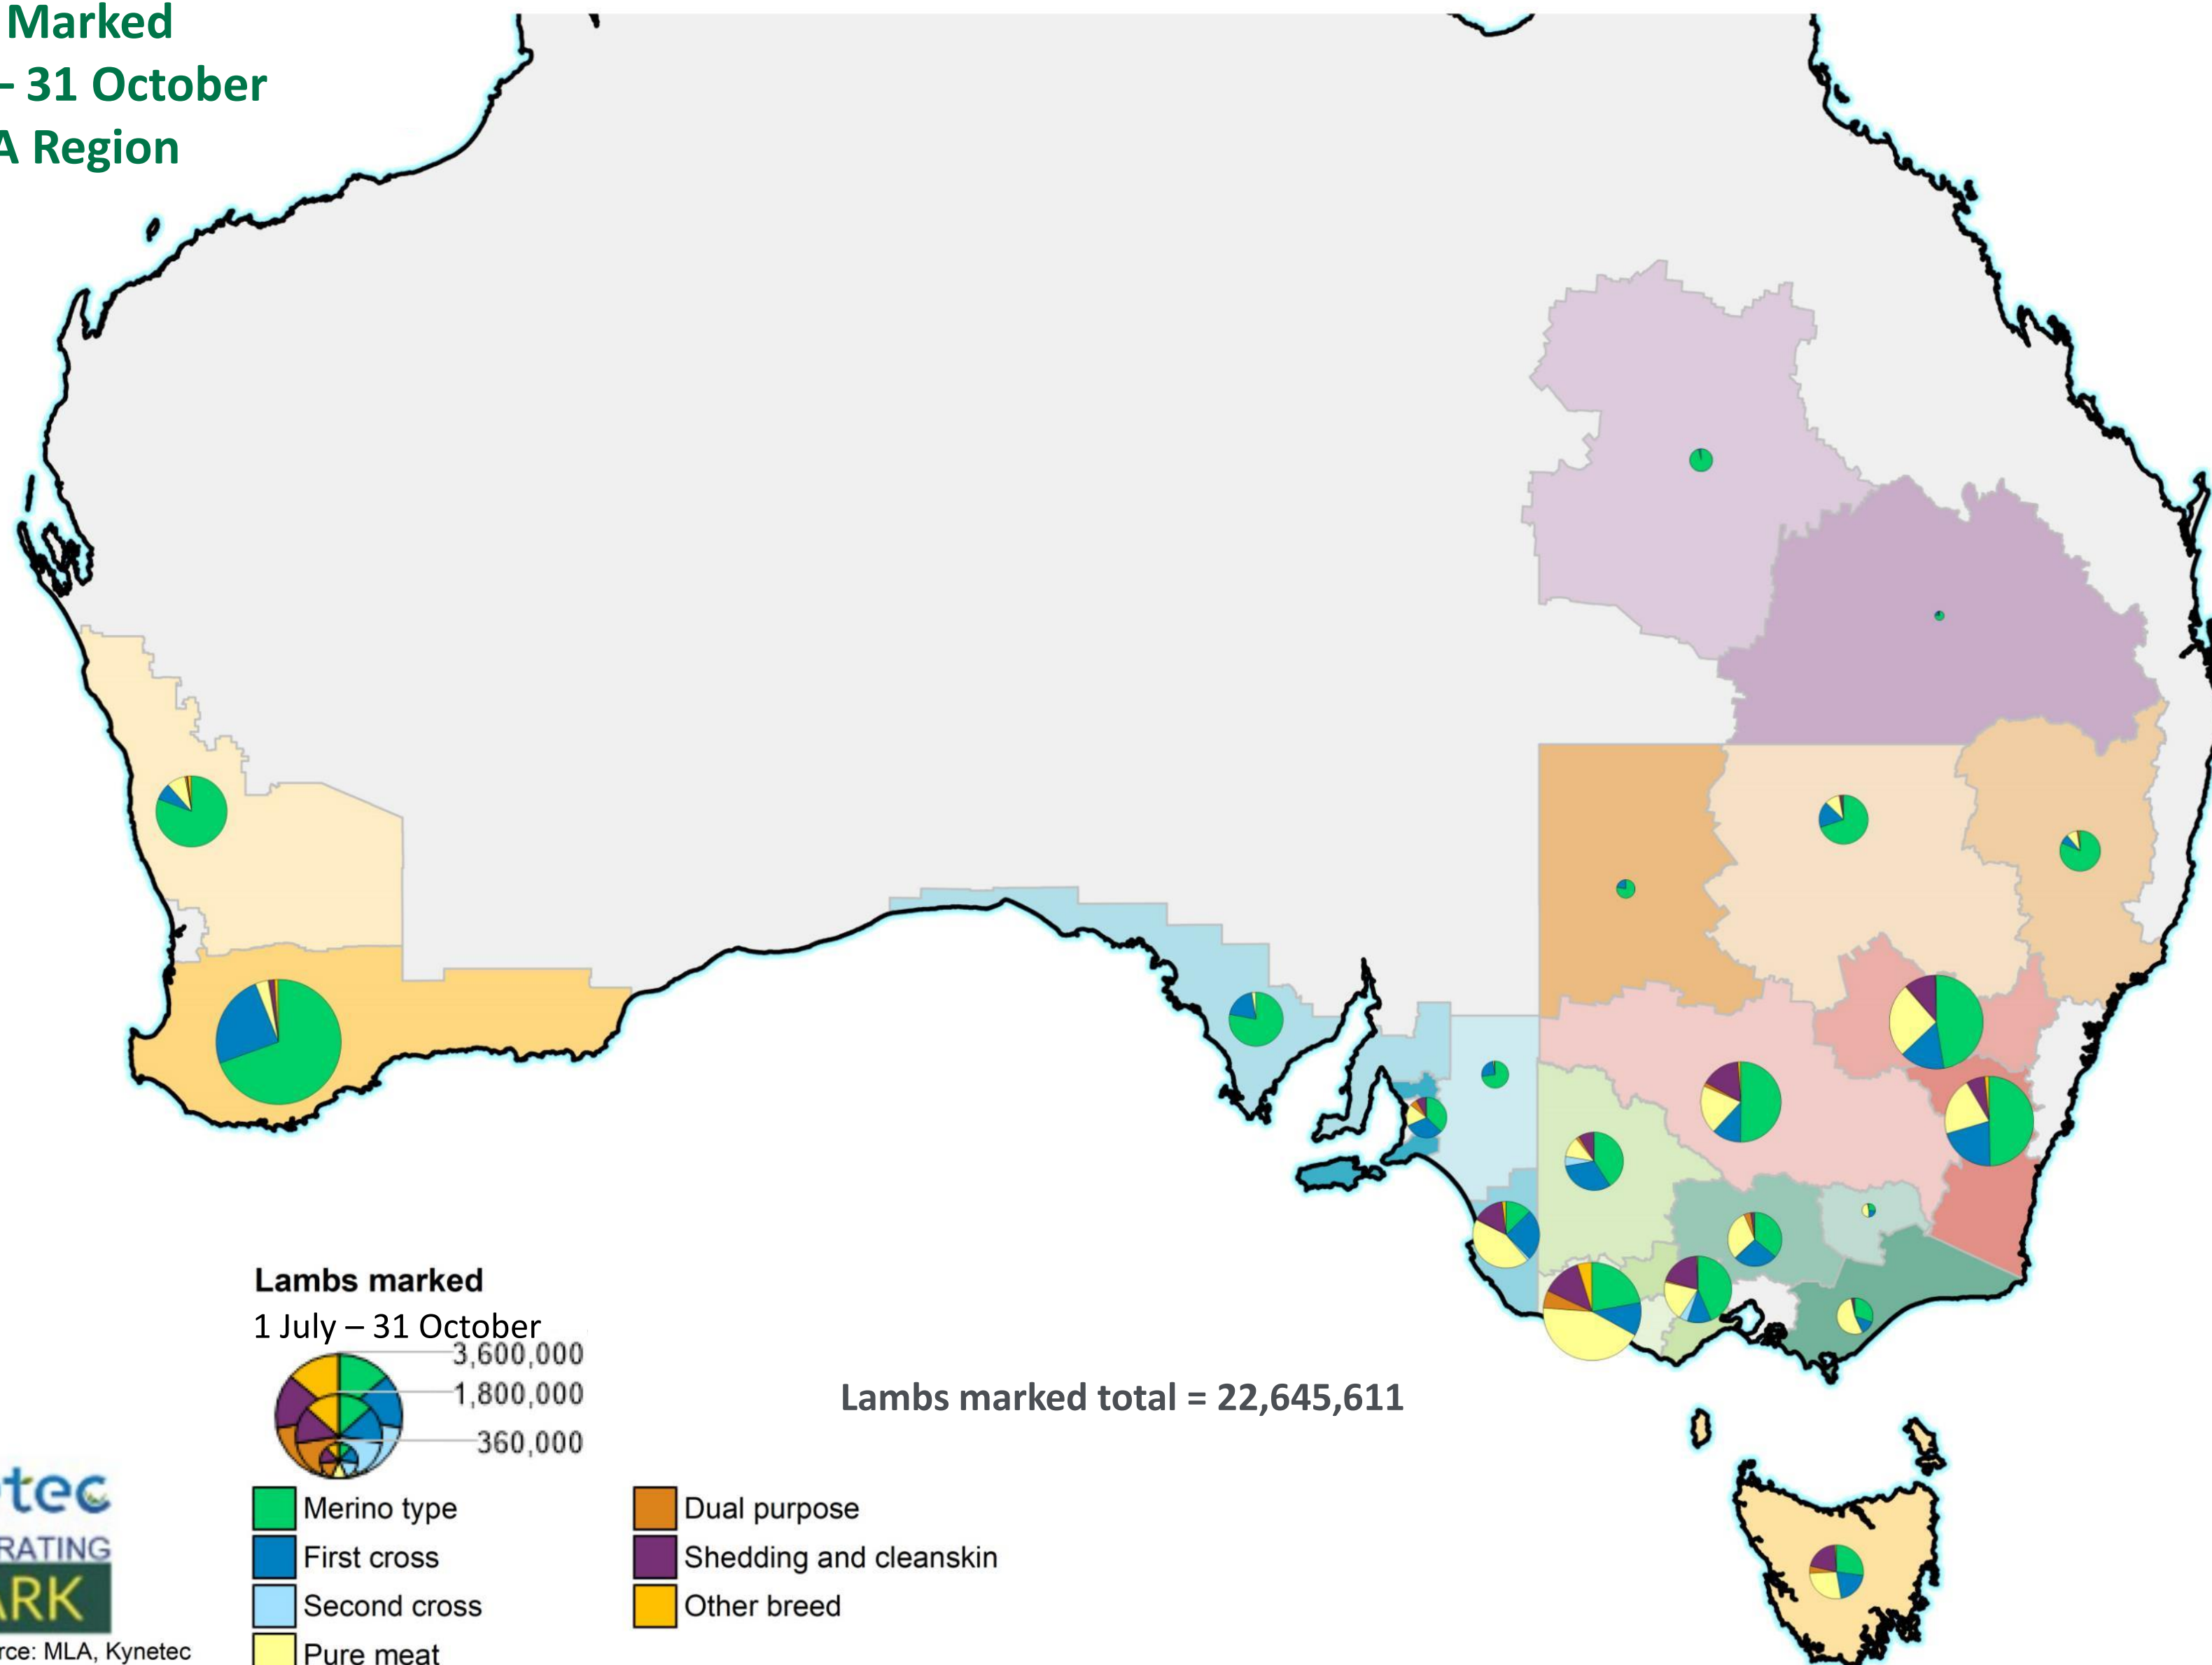 Marked
– 31 October
A Region
Lambs marked
1 July – 31 October
3,600,000
1,800,000
360,000
Lambs marked total = 22,645,611
Merino type
First cross
Second cross
Pure meat
Dual purpose
Shedding and cleanskin
Other breed
tec
RATING
ARK
rce: MLA, Kynetec